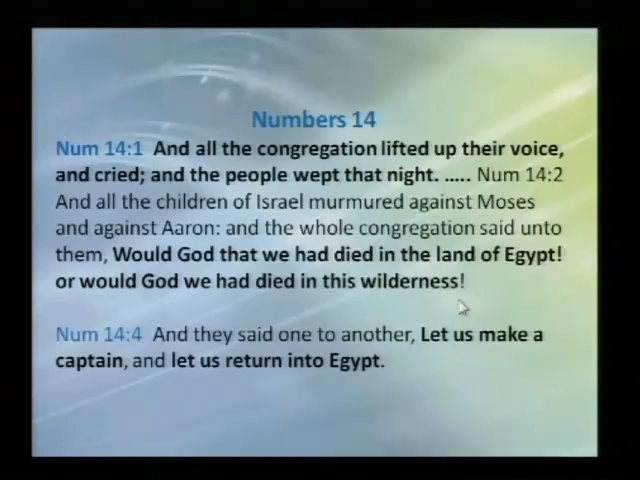 Numbers 14
Num 14:1 And all the congregation lifted up their voice,
and cried; and the people wept that night. ..... Num 14:2
And all the children of Israel murmured against Moses
and against Aaron: and the whole congregation said unto
them, Would God that we had died in the land of Egypt!
or would God we had died in this wilderness!
Num 14:4 And they said one to another, Let us make a
captain, and let us return into Egypt.